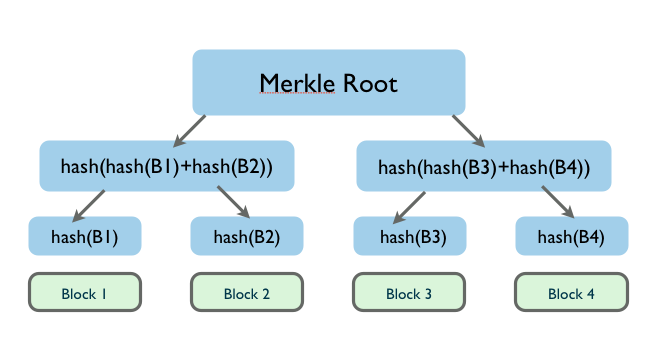 Merkle Root
hash(hash(B1)+hash(B2))
hash(hash(B3)+hash(B4))
hash(B1)
hash(B2)
hash(B3)
hash(B4)
Block 1
Block 2
Block 3
Block 4